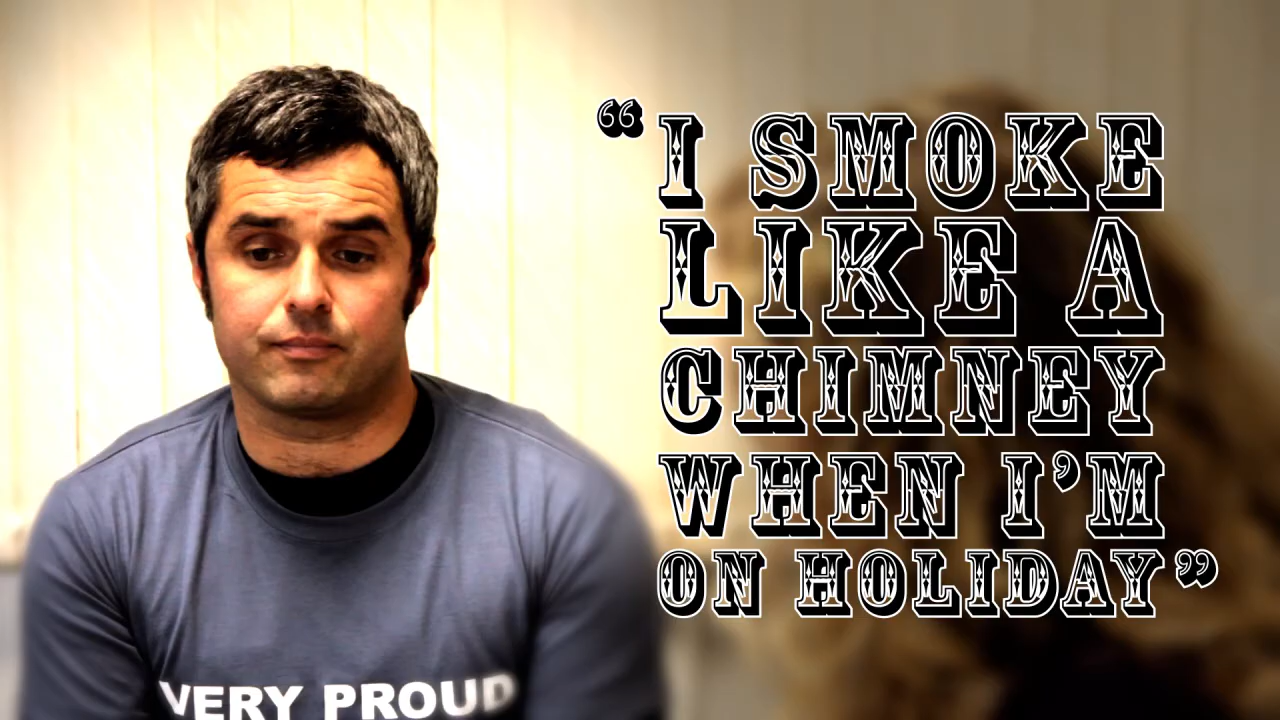 “I SMOKE
LIKE A
CHIMNEY
WHEN I’M
ON HOLIDAY”
VERY PROUD